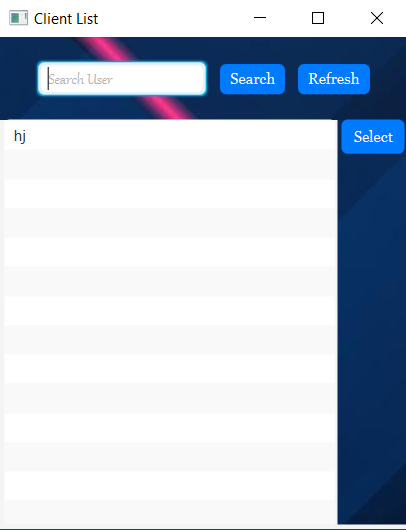 Client List
Search User
Search
Refresh
hj
Select